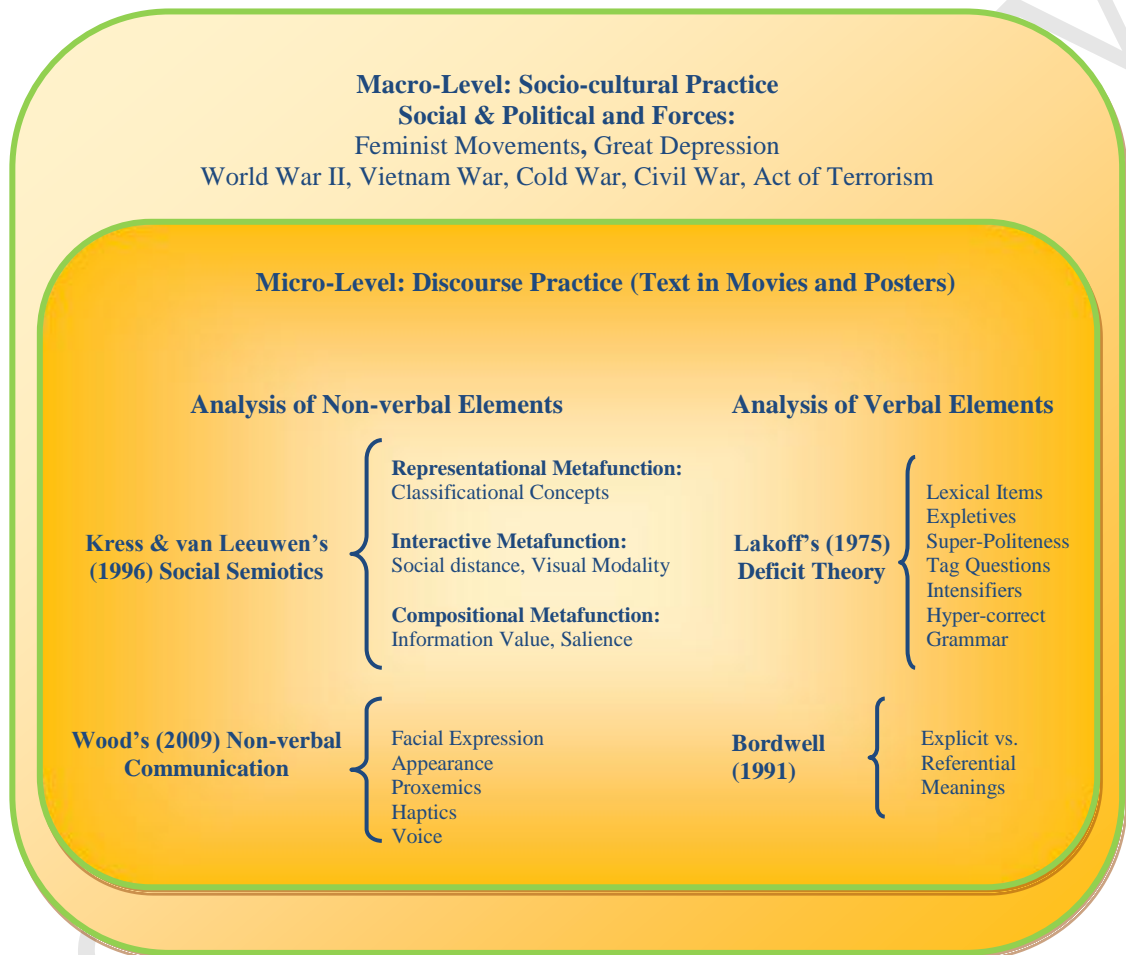 Macro-Level: Socio-cultural Practice
Social & Political and Forces:
Feminist Movements, Great Depression
World War II, Vietnam War, Cold War, Civil War, Act of Terrorism
Micro-Level: Discourse Practice (Text in Movies and Posters)
Analysis of Non-verbal Elements
Kress & van Leeuwen's
(1996) Social Semiotics
Representational Metafunction:
Classificational Concepts
Interactive Metafunction:
Social distance, Visual Modality
Compositional Metafunction:
Information Value, Salience
Wood's (2009) Non-verbal
Communication
Facial Expression
Appearance
Proxemics
Haptics
Voice
Analysis of Verbal Elements
Lakoff's (1975)
Deficit Theory
Lexical Items
Expletives
Super-Politeness
Tag Questions
Intensifiers
Hyper-correct
Grammar
Bordwell
(1991)
Explicit vs.
Referential
Meanings